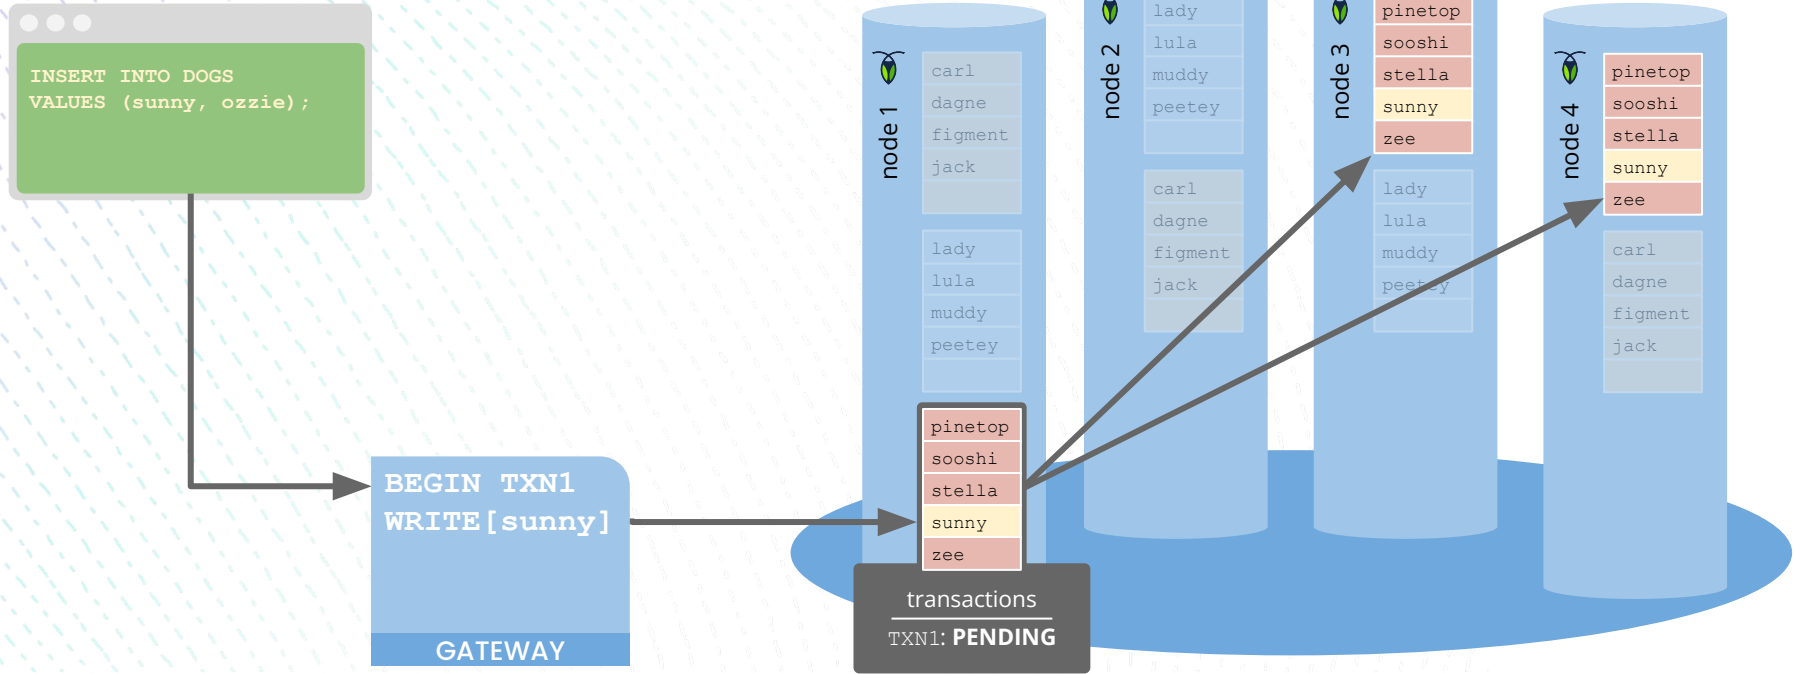 INSERT INTO DOGS
VALUES (sunny, ozzie);
BEGIN TXN1
WRITE[sunny]
GATEWAY
node 1
carl
dagne
figment
jack
lady
lula
muddy
peetey
pinetop
sooshi
stella
sunny
zee
transactions
TXN1: PENDING
node 2
lady
lula
muddy
peetey
carl
dagne
figment
jack
node 3
pinetop
sooshi
stella
sunny
zee
lady
lula
muddy
peetey
node 4
pinetop
sooshi
stella
sunny
zee
carl
dagne
figment
jack